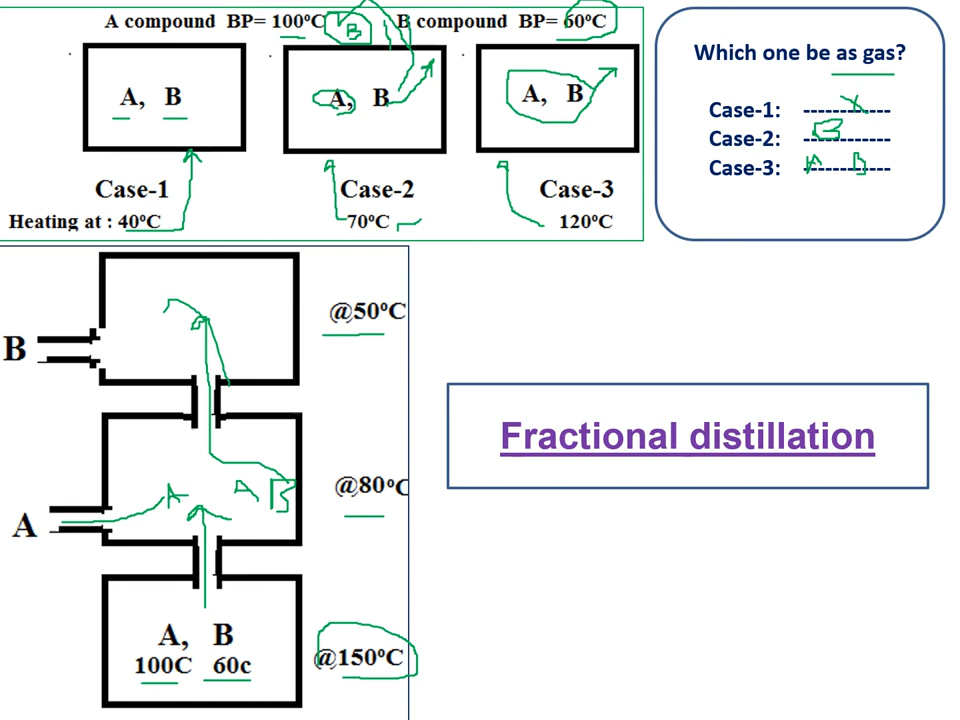 A compound BP= 100ºC B compound BP= 60ºC
B
A, B
A, B
A, B
Case-1 Case-2 Case-3
Heating at : 40ºC 70ºC 120ºC
Which one be as gas?
Case-1: ------------ X
Case-2: ------------ B
Case-3: ------------ A b
@50ºC
B
A A B
@80ºC
A
A, B
100C 60c
@150ºC
Fractional distillation